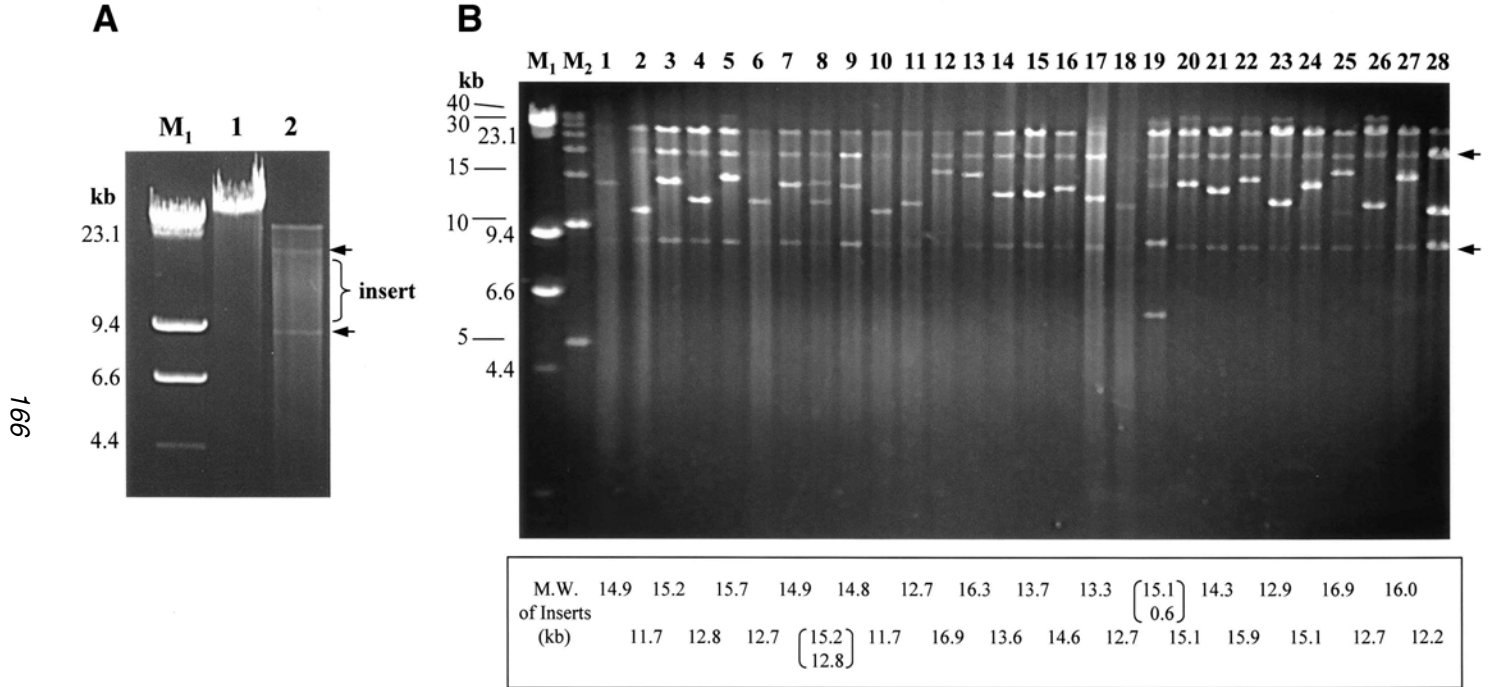 A
M1 1 2
kb
23.1
9.4
6.6
4.4
insert
166
B
M1 M2 1 2 3 4 5 6 7 8 9 10 11 12 13 14 15 16 17 18 19 20 21 22 23 24 25 26 27 28
kb
40
30
23.1
15
10
9.4
6.6
5
4.4
M.W. 14.9 15.2 15.7 14.9 14.8 12.7 16.3 13.7 13.3 15.1 14.3 12.9 16.9 16.0
of Inserts 0.6
(kb) 11.7 12.8 12.7 15.2 11.7 16.9 13.6 14.6 12.7 15.1 15.9 15.1 12.7 12.2
12.8